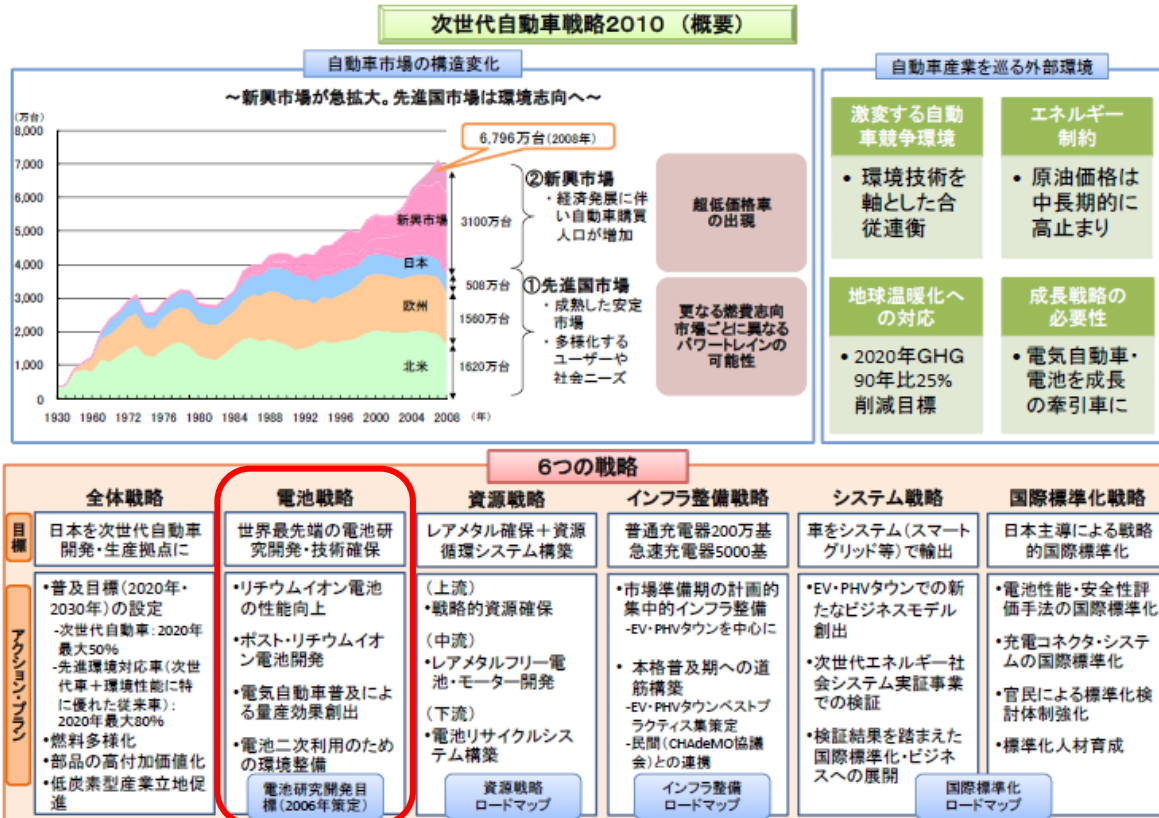 次世代自動車戦略2010 （概要）
自動車市場の構造変化
～新興市場が急拡大。先進国市場は環境志向へ～
(万台)
8,000
7,000
6,000
5,000
4,000
3,000
2,000
1,000
0
1930 1960 1972 1976 1980 1984 1988 1992 1996 2000 2004 2008 (年)
6,796万台(2008年)
新興市場
日本
欧州
北米
3100万台
508万台
1560万台
1620万台
②新興市場
・経済発展に伴
い自動車購買
人口が増加
①先進国市場
・成熟した安定
市場
・多様化する
ユーザーや
社会ニーズ
超低価格車
の出現
更なる燃費志向
市場ごとに異なる
パワートレインの
可能性
自動車産業を巡る外部環境
激変する自動
車競争環境
• 環境技術を
軸とした合
従連衡
エネルギー
制約
• 原油価格は
中長期的に
高止まり
地球温暖化へ
の対応
• 2020年GHG
90年比25%
削減目標
成長戦略の
必要性
• 電気自動車・
電池を成長
の牽引車に
6つの戦略
目標
アクション・プラン
全体戦略
日本を次世代自動車
開発・生産拠点に
•普及目標(2020年・
2030年)の設定
-次世代自動車：2020年
最大50%
-先進環境対応車(次世
代車＋環境性能に特
に優れた従来車)：
2020年最大80%
•燃料多様化
•部品の高付加価値化
•低炭素型産業立地促
進
電池戦略
世界最先端の電池研
究開発・技術確保
•リチウムイオン電池
の性能向上
•ポスト・リチウムイオ
ン電池開発
•電気自動車普及によ
る量産効果創出
•電池二次利用のため
の環境整備
電池研究開発目
標(2006年策定)
資源戦略
レアメタル確保＋資源
循環システム構築
(上流)
•戦略的資源確保
(中流)
•レアメタルフリー電
池・モーター開発
(下流)
•電池リサイクルシス
テム構築
資源戦略
ロードマップ
インフラ整備戦略
普通充電器200万基
急速充電器5000基
•市場準備期の計画的
集中的インフラ整備
-EV・PHVタウンを中心に
• 本格普及期への道
筋構築
-EV・PHVタウンベストプ
ラクティス集策定
-民間(CHAdeMO協議
会)との連携
インフラ整備
ロードマップ
システム戦略
車をシステム(スマート
グリッド等)で輸出
•EV・PHVタウンでの新
たなビジネスモデル
創出
•次世代エネルギー社
会システム実証事業
での検証
•検証結果を踏まえた
国際標準化・ビジネ
スへの展開
国際標準化戦略
日本主導による戦略
的国際標準化
•電池性能・安全性評
価手法の国際標準化
•充電コネクタ・システ
ムの国際標準化
•官民による標準化検
討体制強化
•標準化人材育成
国際標準化
ロードマップ